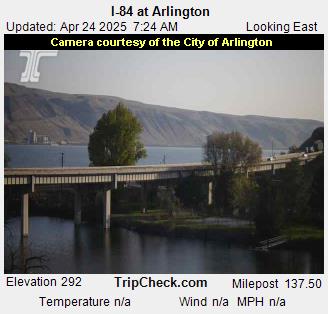 I-84 at Arlington
Updated: Apr 24 2025 7:24 AM Looking East
Camera courtesy of the City of Arlington
Elevation 292 TripCheck.com Milepost 137.50
Temperature n/a Wind n/a MPH n/a